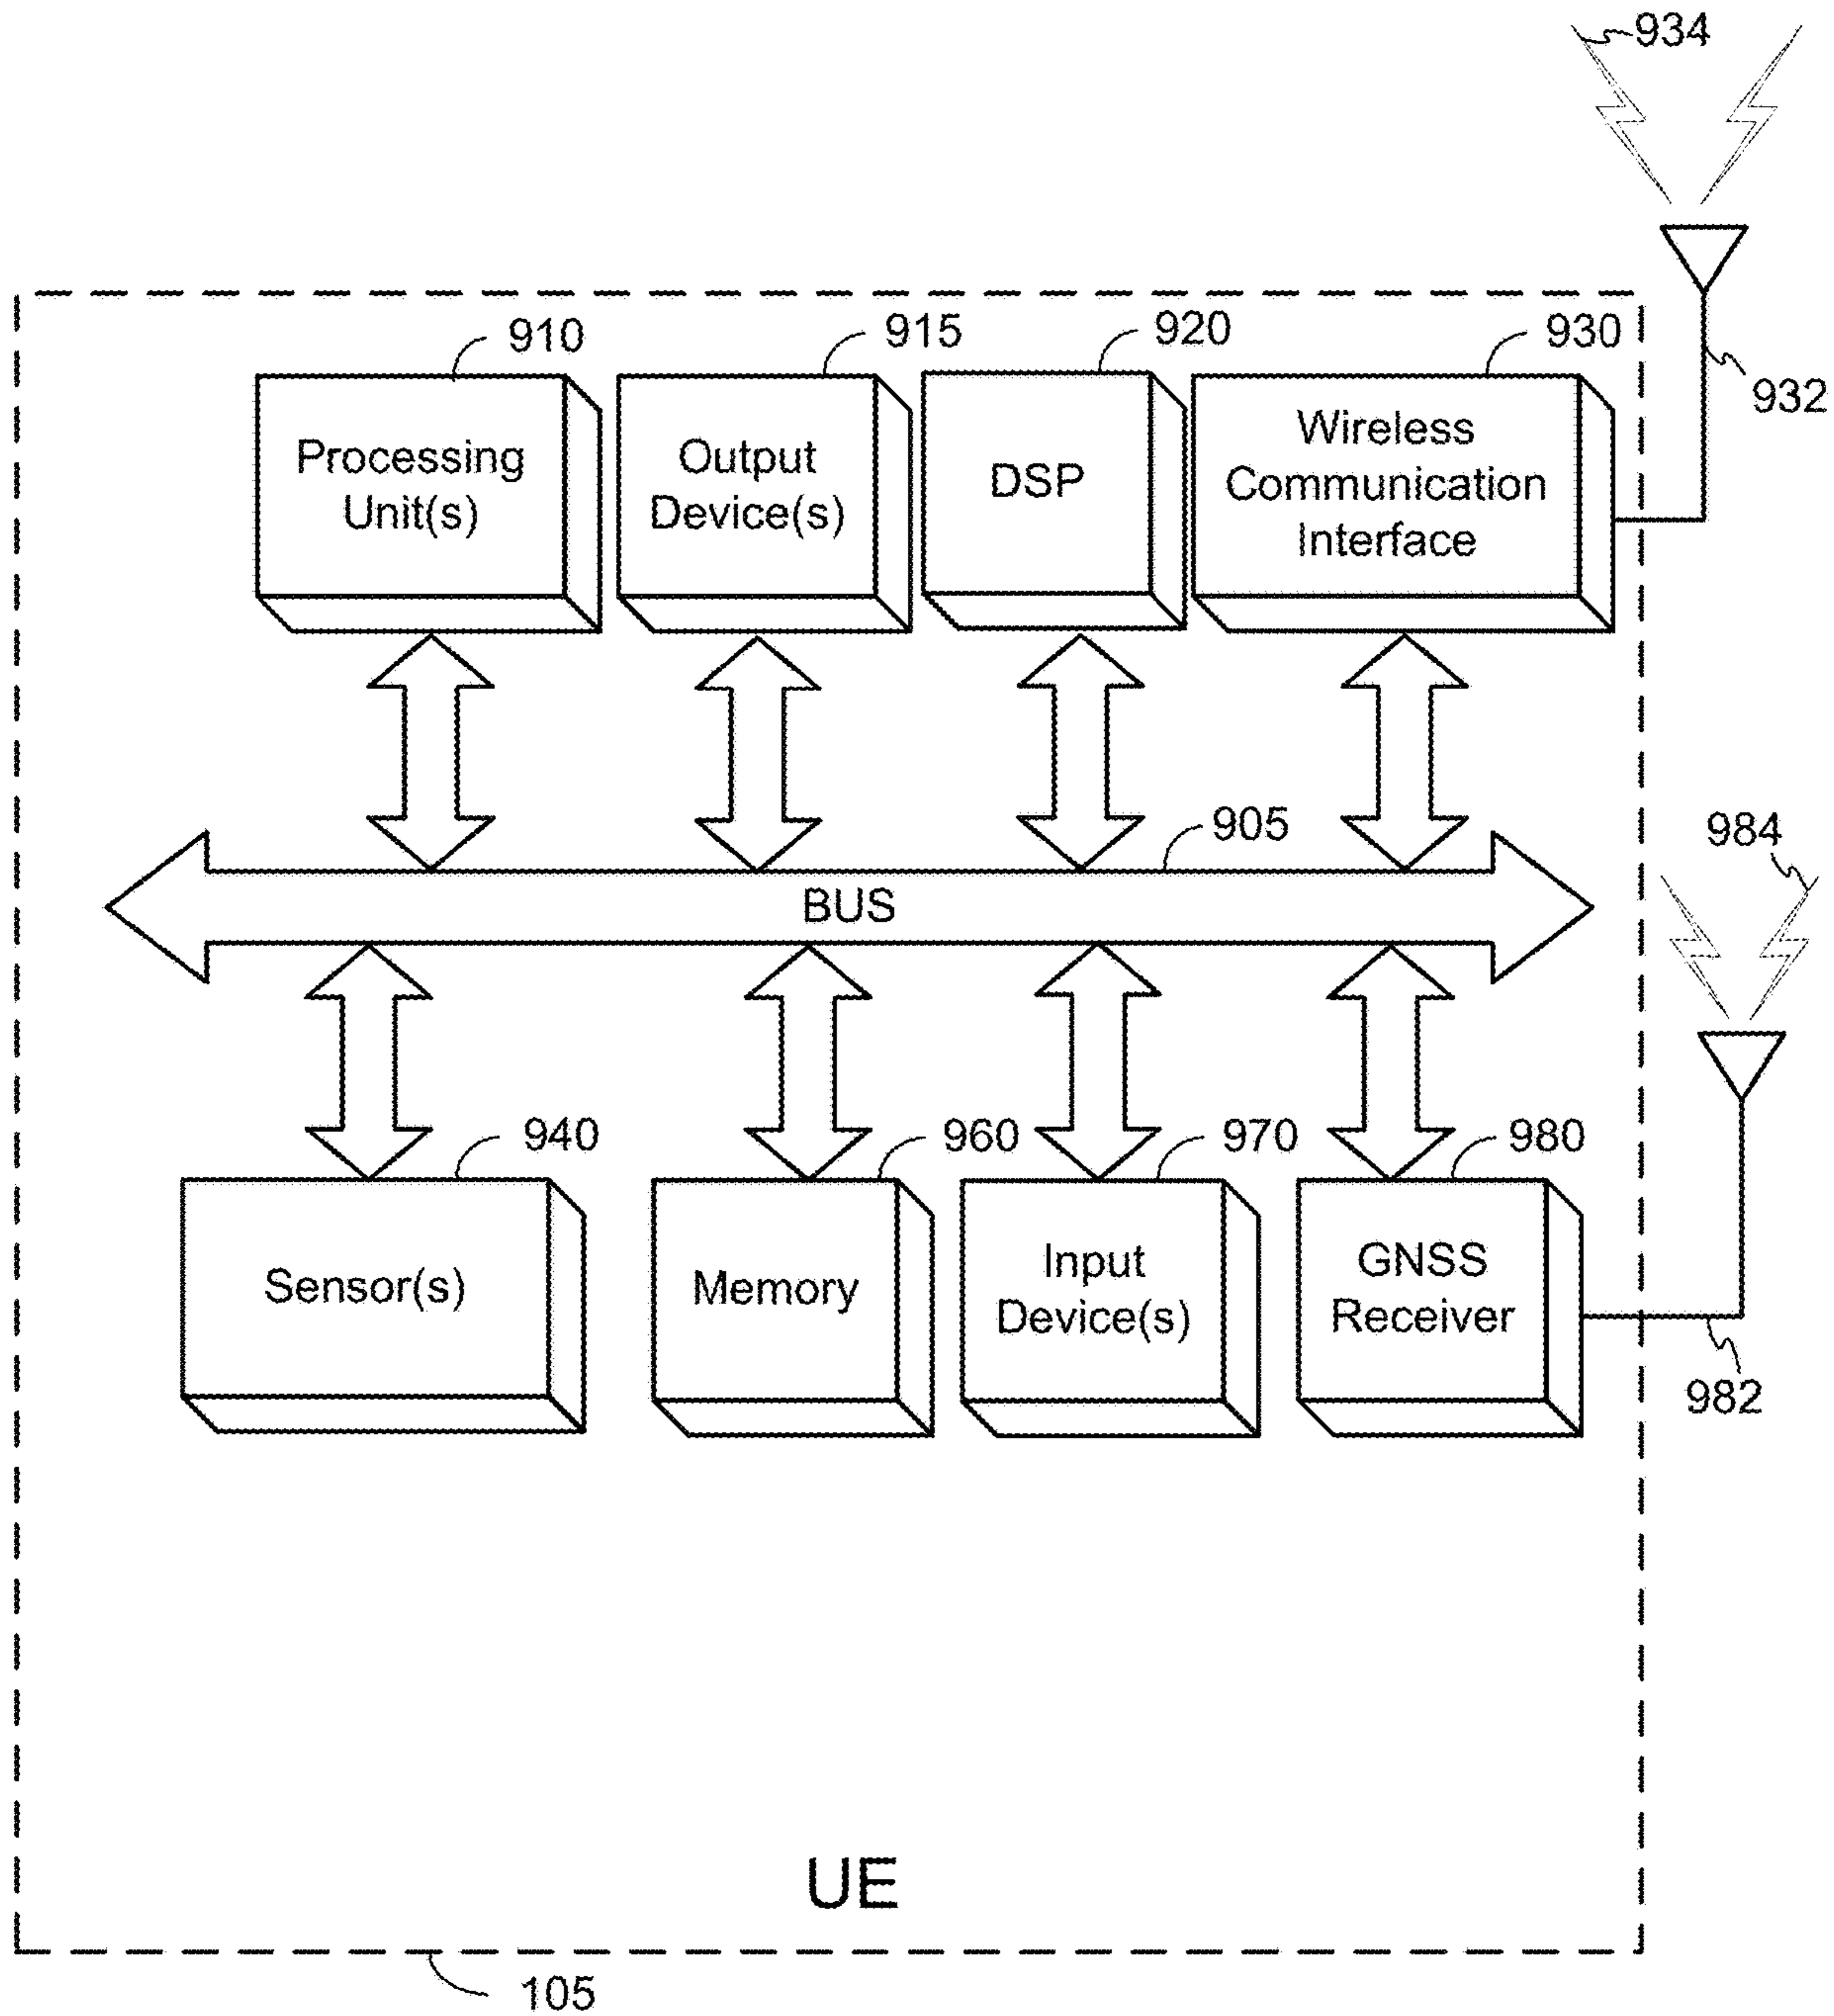 934
910
915
920
930
932
Processing
Unit(s)
Output
Device(s)
DSP
Wireless
Communication
Interface
905
984
BUS
940
960
970
980
982
Sensor(s)
Memory
Input
Device(s)
GNSS
Receiver
UE
105